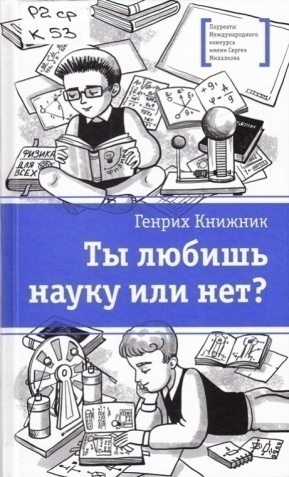 Р2 ср
К 53
Лауреаты
Международного
конкурса
имени Сергея
Михалкова
ФИЗИКА
ДЛЯ
ВСЕХ
Генрих Книжник
Ты любишь
науку или нет?